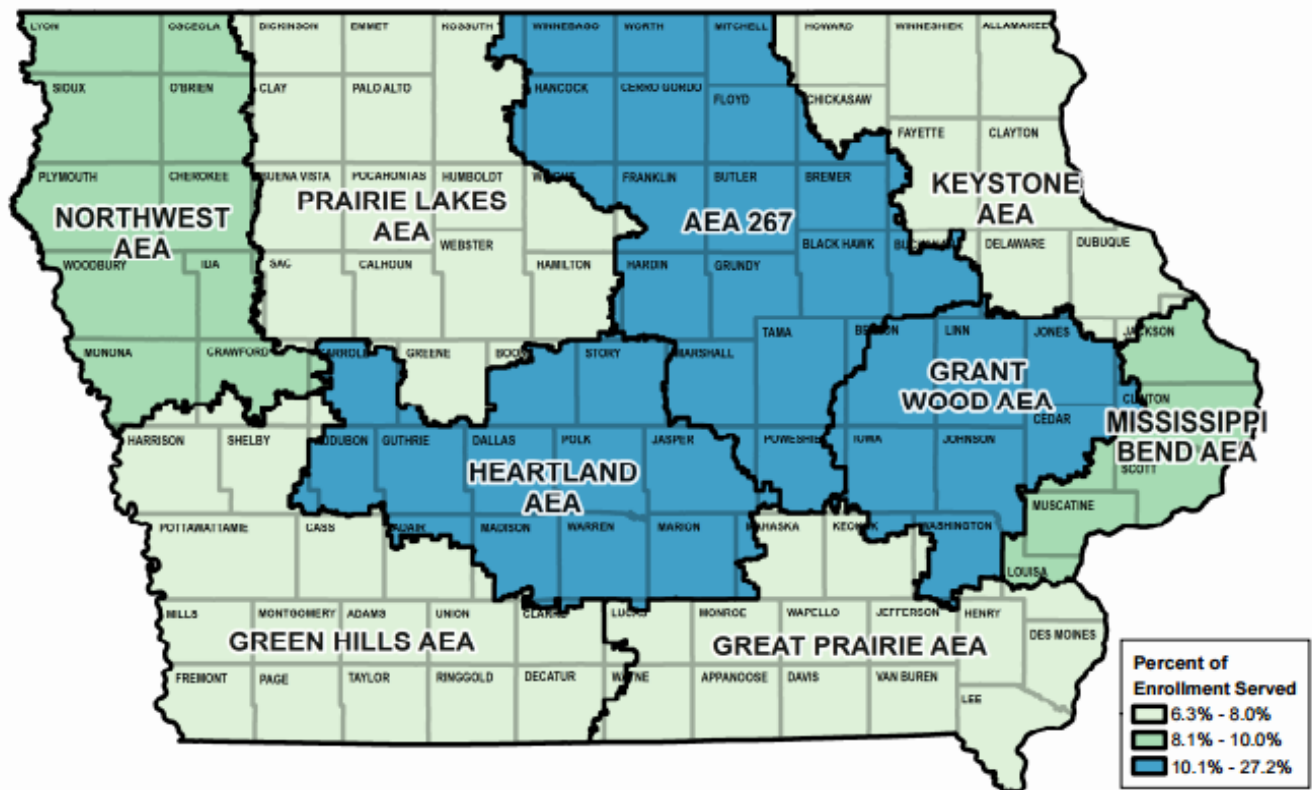 LYON OSCEOLA DICKINSON EMMET KOSSUTH WINNEBAGO WORTH MITCHELL HOWARD WINNESHIEK ALLAMAKEE
SIOUX O'BRIEN CLAY PALO ALTO HANCOCK CERRO GORDO FLOYD CHICKASAW
FAYETTE CLAYTON
PLYMOUTH CHEROKEE BUENA VISTA POCAHONTAS HUMBOLDT FRANKLIN BUTLER BREMER
NORTHWEST
AEA
PRAIRIE LAKES
AEA
AEA 267
KEYSTONE
AEA
WOODBURY IDA SAC CALHOUN WEBSTER HAMILTON HARDIN GRUNDY BLACK HAWK DELAWARE DUBUQUE
MONONA CRAWFORD GREENE STORY MARSHALL TAMA LINN JONES JACKSON
GRANT
WOOD AEA
CLINTON
CEDAR
MISSISSIPPI
BEND AEA
HARRISON SHELBY GUTHRIE DALLAS POLK JASPER IOWA JOHNSON SCOTT
HEARTLAND
AEA
MUSCATINE
POTTAWATTAMIE CASS ADAIR MADISON WARREN MARION WASHINGTON
LOUISA
MILLS MONTGOMERY ADAMS UNION CLARKE LUCAS MONROE WAPELLO JEFFERSON HENRY
DES MOINES
GREEN HILLS AEA
GREAT PRAIRIE AEA
FREMONT PAGE TAYLOR RINGGOLD DECATUR WAYNE APPANOOSE DAVIS VAN BUREN LEE
Percent of
Enrollment Served
6.3% - 8.0%
8.1% - 10.0%
10.1% - 27.2%